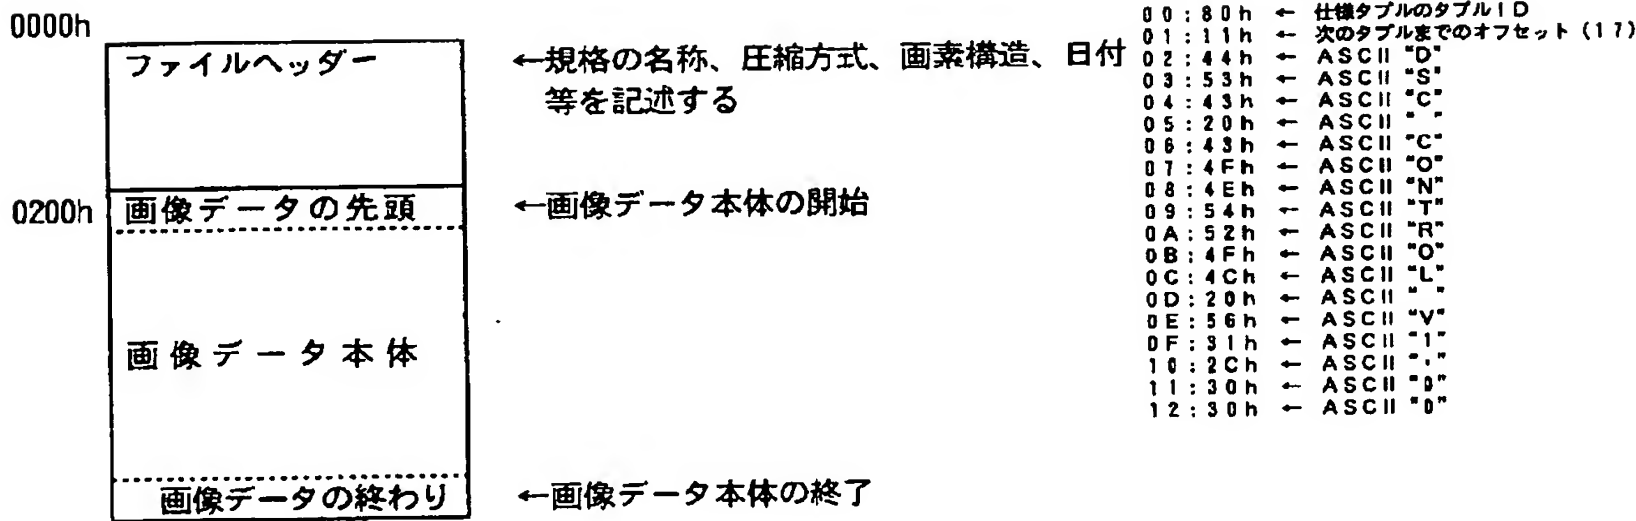 0000h
ファイルヘッダー
←規格の名称、圧縮方式、画素構造、日付
等を記述する
0200h
画像データの先頭
←画像データ本体の開始
画像データ本体
画像データの終わり
←画像データ本体の終了
00:80h ← 仕様タプルのタプルID
01:11h ← 次のタプルまでのオフセット(17)
02:44h ← ASCII "D"
03:53h ← ASCII "S"
04:43h ← ASCII "C"
05:20h ← ASCII " "
06:43h ← ASCII "C"
07:4Fh ← ASCII "O"
08:4Eh ← ASCII "N"
09:54h ← ASCII "T"
0A:52h ← ASCII "R"
0B:4Fh ← ASCII "O"
0C:4Ch ← ASCII "L"
0D:20h ← ASCII " "
0E:56h ← ASCII "V"
0F:31h ← ASCII "1"
10:2Ch ← ASCII "."
11:30h ← ASCII "0"
12:30h ← ASCII "0"